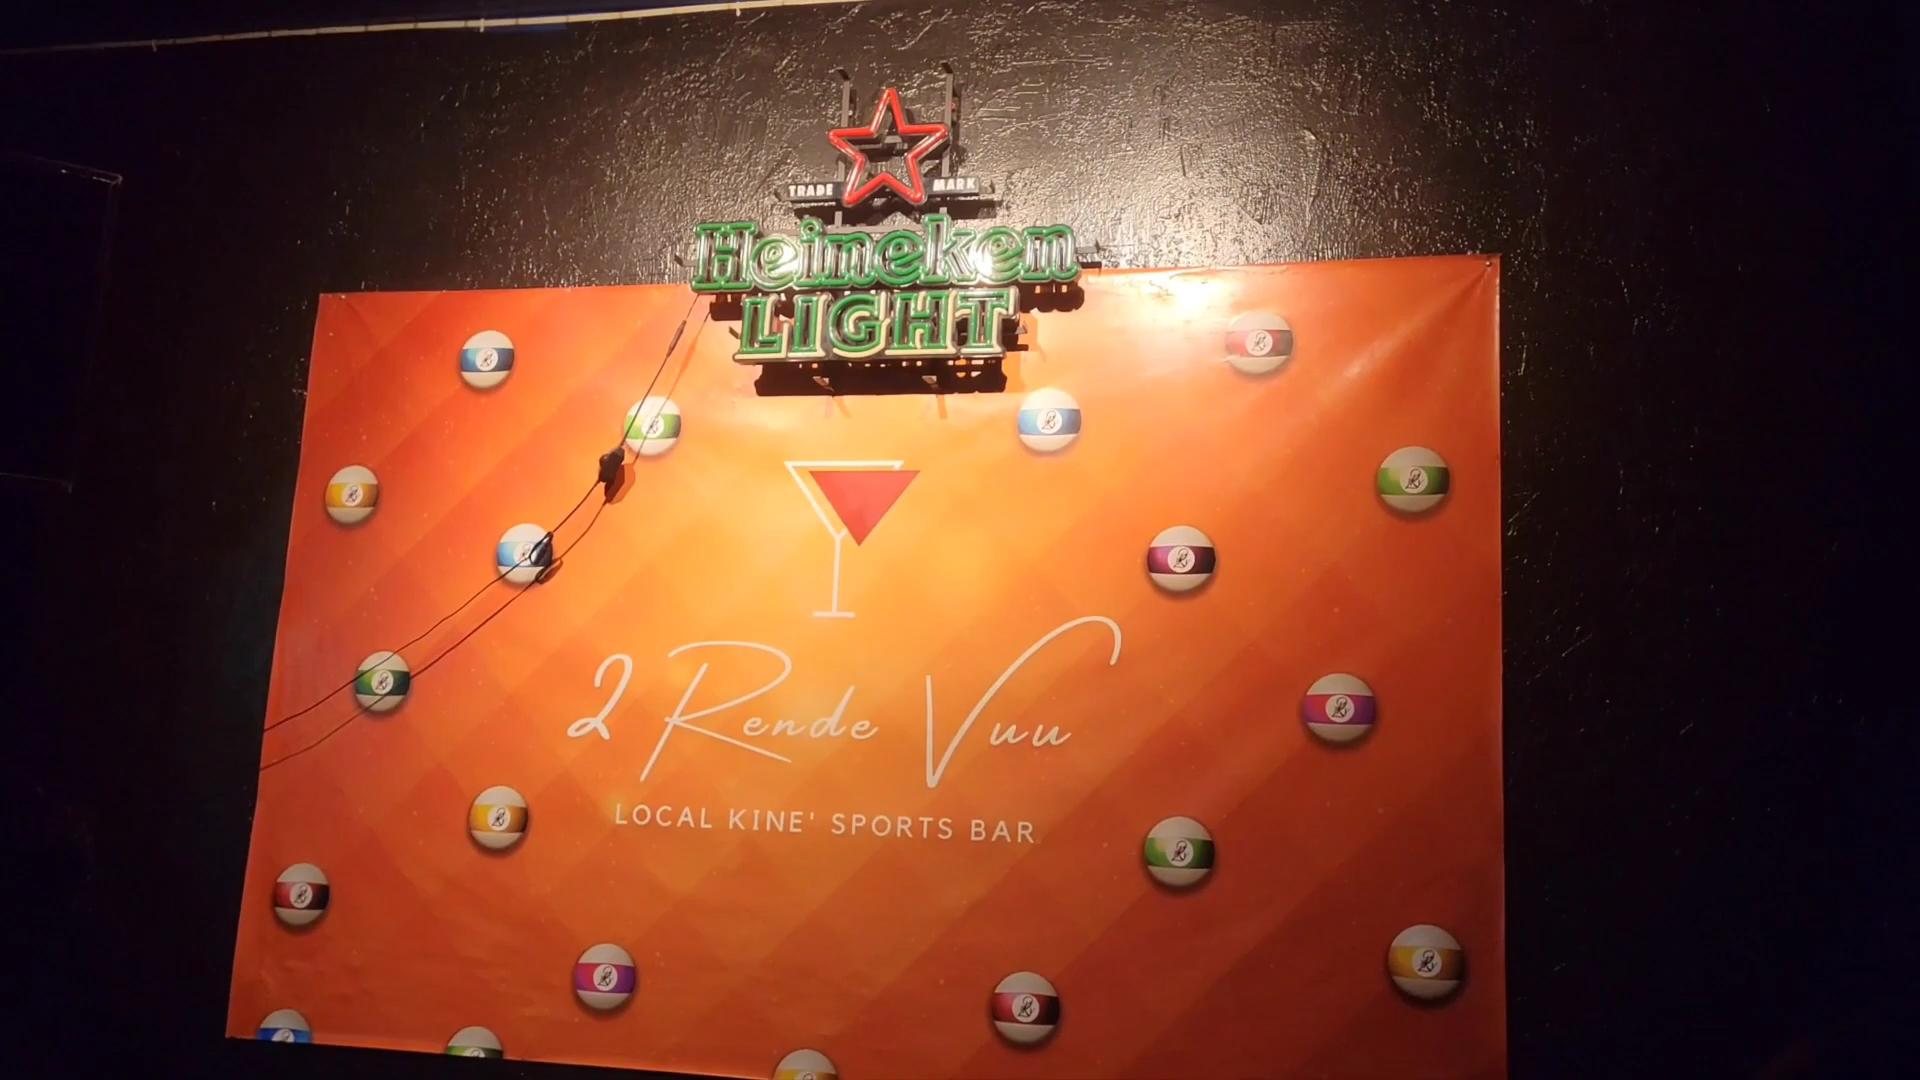 TRADE MARK
Heineken
LIGHT
2 Rende Vuu
LOCAL KINE' SPORTS BAR